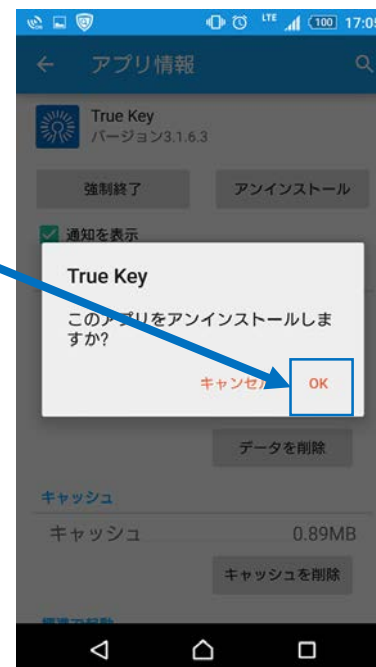 LTE 100 17:05
アプリ情報
True Key
バージョン3.1.6.3
強制終了 アンインストール
通知を表示
True Key
このアプリをアンインストールしま
すか?
キャンセル OK
データを削除
キャッシュ
キャッシュ 0.89MB
キャッシュを削除